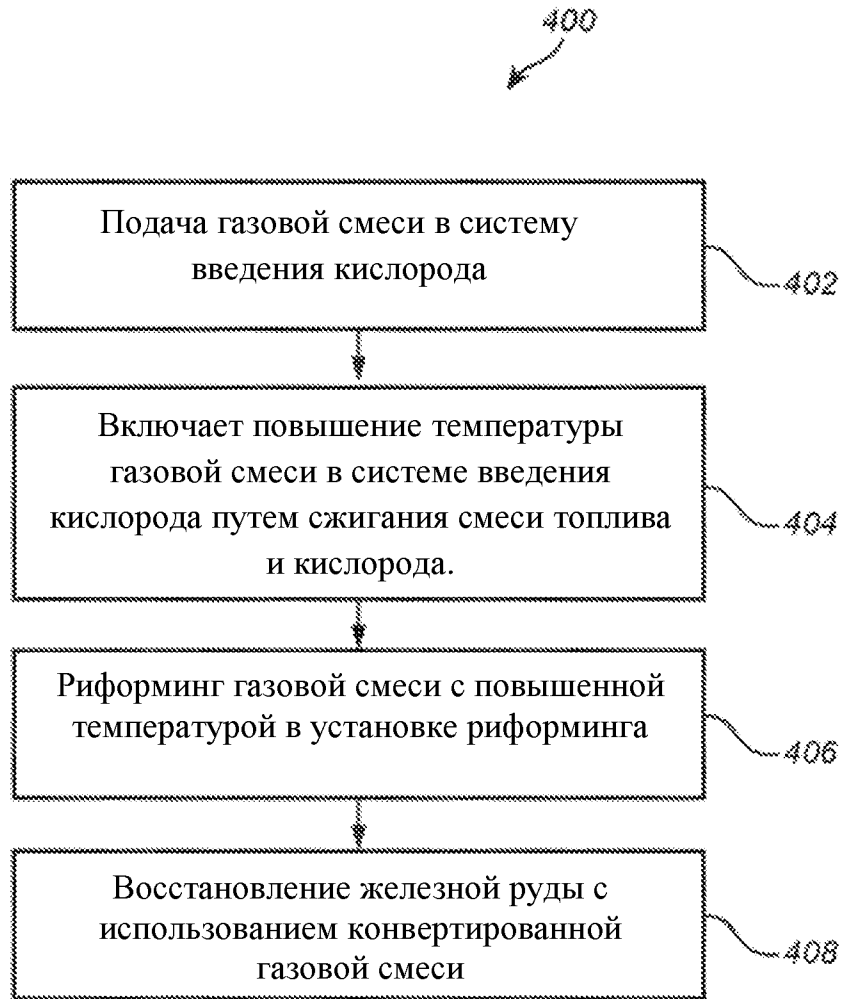 400
Подача газовой смеси в систему
введения кислорода
402
Включает повышение температуры
газовой смеси в системе введения
кислорода путем сжигания смеси топлива
и кислорода.
404
Риформинг газовой смеси с повышенной
температурой в установке риформинга
406
Восстановление железной руды с
использованием конвертированной
газовой смеси
408